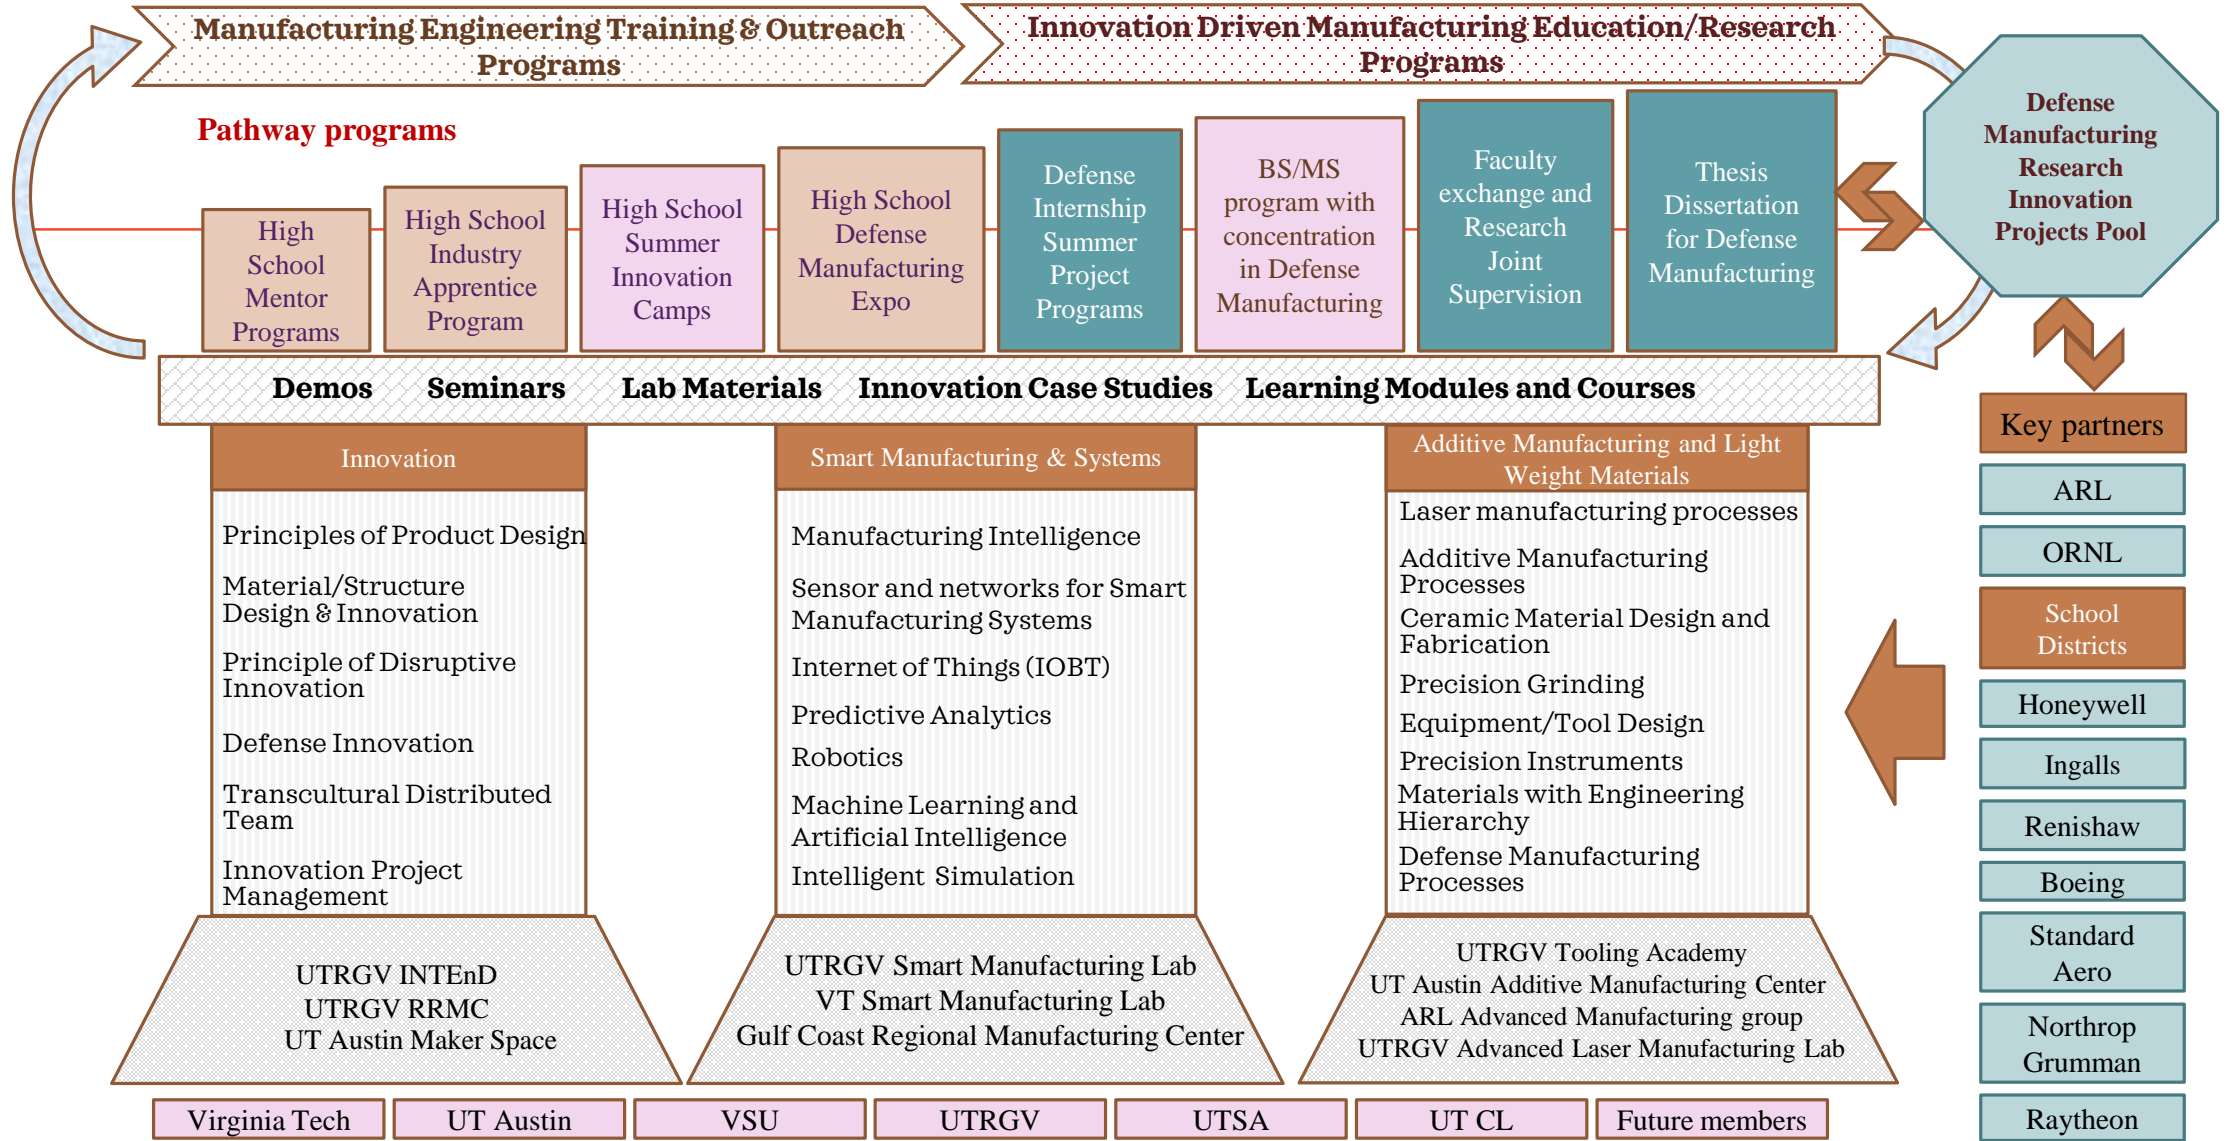 Manufacturing Engineering Training & Outreach
Programs
Innovation Driven Manufacturing Education/Research
Programs
Pathway programs
High
School
Mentor
Programs
High School
Industry
Apprentice
Program
High School
Summer
Innovation
Camps
High School
Defense
Manufacturing
Expo
Defense
Internship
Summer
Project
Programs
BS/MS
program with
concentration
in Defense
Manufacturing
Faculty
exchange and
Research
Joint
Supervision
Thesis
Dissertation
for Defense
Manufacturing
Defense
Manufacturing
Research
Innovation
Projects Pool
Demos Seminars Lab Materials Innovation Case Studies Learning Modules and Courses
Innovation
Principles of Product Design
Material/Structure
Design & Innovation
Principle of Disruptive
Innovation
Defense Innovation
Transcultural Distributed
Team
Innovation Project
Management
UTRGV INTEnD
UTRGV RRMC
UT Austin Maker Space
Smart Manufacturing & Systems
Manufacturing Intelligence
Sensor and networks for Smart
Manufacturing Systems
Internet of Things (IOBT)
Predictive Analytics
Robotics
Machine Learning and
Artificial Intelligence
Intelligent Simulation
UTRGV Smart Manufacturing Lab
VT Smart Manufacturing Lab
Gulf Coast Regional Manufacturing Center
Additive Manufacturing and Light
Weight Materials
Laser manufacturing processes
Additive Manufacturing
Processes
Ceramic Material Design and
Fabrication
Precision Grinding
Equipment/Tool Design
Precision Instruments
Materials with Engineering
Hierarchy
Defense Manufacturing
Processes
UTRGV Tooling Academy
UT Austin Additive Manufacturing Center
ARL Advanced Manufacturing group
UTRGV Advanced Laser Manufacturing Lab
Key partners
ARL
ORNL
School
Districts
Honeywell
Ingalls
Renishaw
Boeing
Standard
Aero
Northrop
Grumman
Raytheon
Virginia Tech
UT Austin
VSU
UTRGV
UTSA
UT CL
Future members